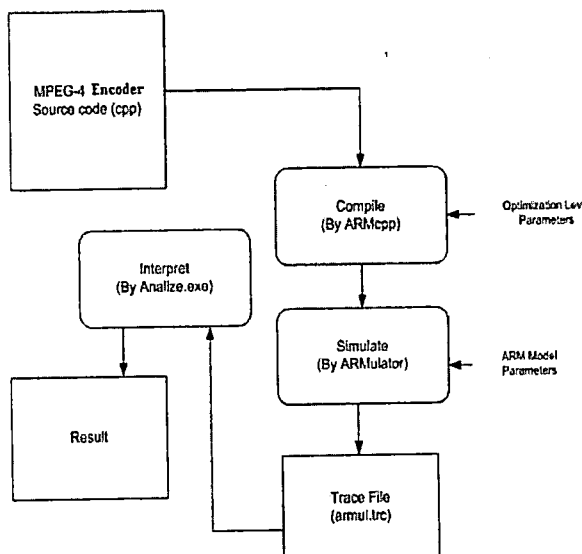 MPEG-4 Encoder
Source code (cpp)
Compile
(By ARMcpp)
Optimization Lev
Parameters
Interpret
(By Analize.exe)
Simulate
(By ARMulator)
ARM Model
Parameters
Result
Trace File
(armul.trc)